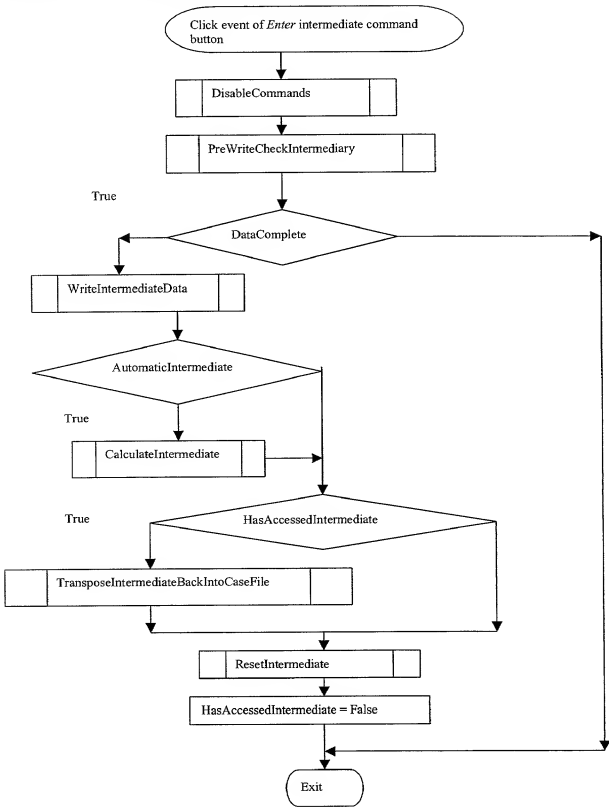 Click event of Enter intermediate command
button
DisableCommands
PreWriteCheckIntermediary
True
DataComplete
WriteIntermediateData
AutomaticIntermediate
True
CalculateIntermediate
True
HasAccessedIntermediate
TransposeIntermediateBackIntoCaseFile
ResetIntermediate
HasAccessedIntermediate = False
Exit